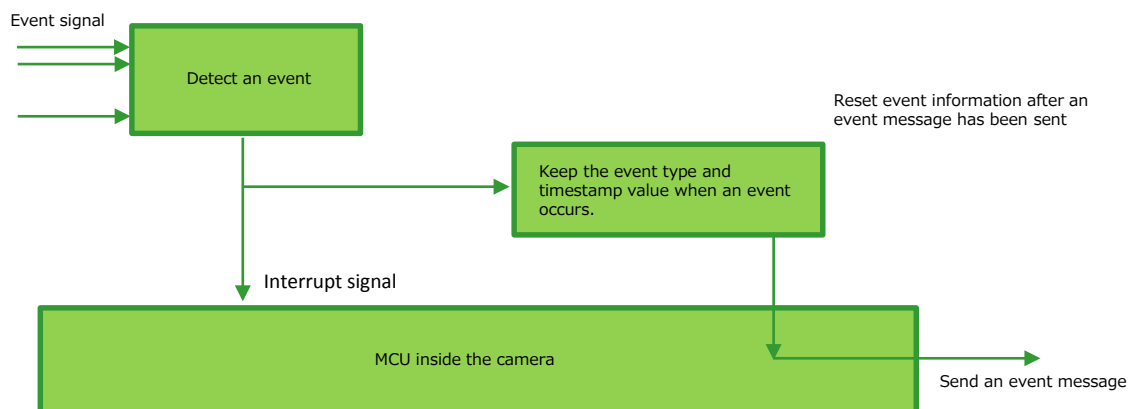 Event signal
Detect an event
Reset event information after an
event message has been sent
Keep the event type and
timestamp value when an event
occurs.
Interrupt signal
MCU inside the camera
Send an event message